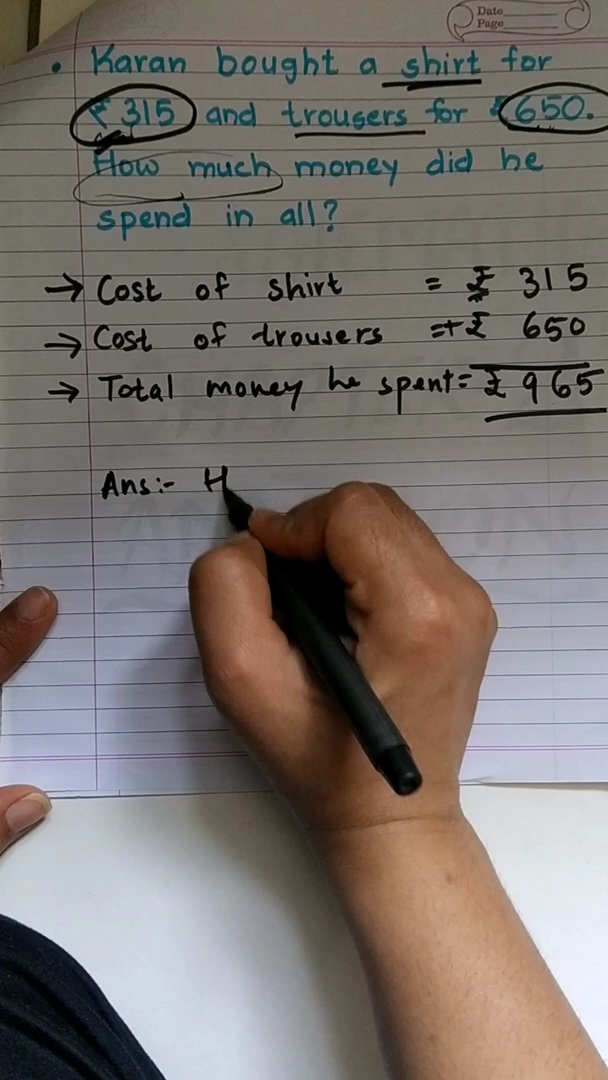 Date
Page
• Karan bought a shirt for
₹ 315 and trousers for ₹ 650.
How much money did he
spend in all?
→ Cost of shirt = ₹ 315
→ Cost of trousers =+₹ 650
→ Total money he spent= ₹ 965
Ans:- H